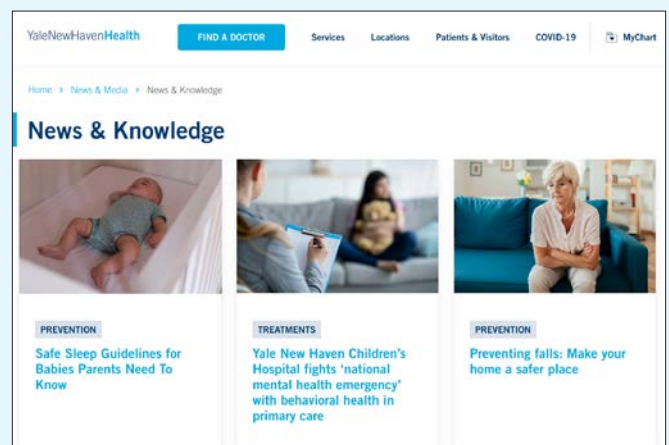 YaleNewHavenHealth
FIND A DOCTOR
Services
Locations
Patients & Visitors
COVID-19
MyChart
Home > News & Media > News & Knowledge
News & Knowledge
PREVENTION
Safe Sleep Guidelines for
Babies Parents Need To
Know
TREATMENTS
Yale New Haven Children's
Hospital fights ‘national
mental health emergency’
with behavioral health in
primary care
PREVENTION
Preventing falls: Make your
home a safer place